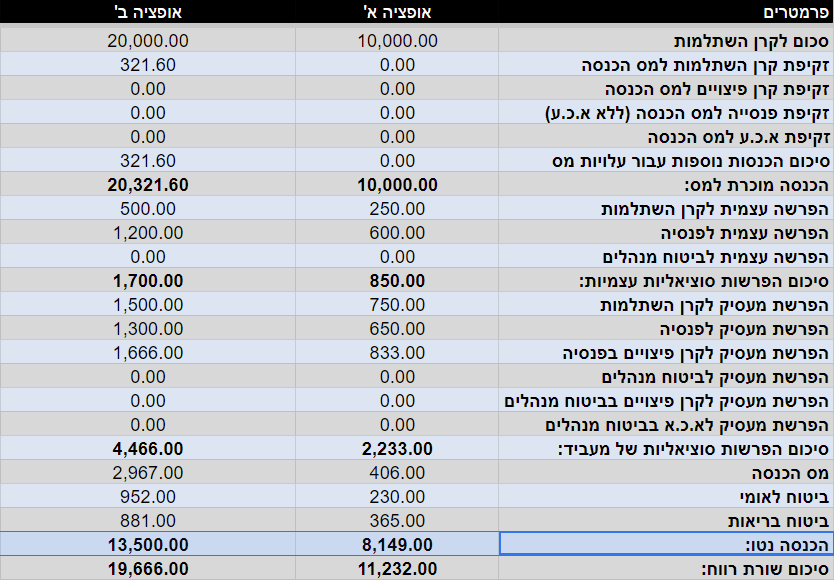 פרמטרים אופציה א' אופציה ב'
סכום לקרן השתלמות 10,000.00 20,000.00
זקיפת קרן השתלמות למס הכנסה 0.00 321.60
זקיפת קרן פיצויים למס הכנסה 0.00 0.00
זקיפת פנסייה למס הכנסה (ללא א.כ.ע) 0.00 0.00
זקיפת א.כ.ע למס הכנסה 0.00 0.00
סיכום הכנסות נוספות עבור עלויות מס 0.00 321.60
הכנסה מוכרת למס: 10,000.00 20,321.60
הפרשה עצמית לקרן השתלמות 250.00 500.00
הפרשה עצמית לפנסיה 600.00 1,200.00
הפרשה עצמית לביטוח מנהלים 0.00 0.00
סיכום הפרשות סוציאליות עצמיות: 850.00 1,700.00
הפרשת מעסיק לקרן השתלמות 750.00 1,500.00
הפרשת מעסיק לפנסיה 650.00 1,300.00
הפרשת מעסיק לקרן פיצויים בפנסיה 833.00 1,666.00
הפרשת מעסיק לביטוח מנהלים 0.00 0.00
הפרשת מעסיק לקרן פיצויים בביטוח מנהלים 0.00 0.00
הפרשת מעסיק לא.כ.א בביטוח מנהלים 0.00 0.00
סיכום הפרשות סוציאליות של מעביד: 2,233.00 4,466.00
מס הכנסה 406.00 2,967.00
ביטוח לאומי 230.00 952.00
ביטוח בריאות 365.00 881.00
הכנסה נטו: 8,149.00 13,500.00
סיכום שורת רווח: 11,232.00 19,666.00